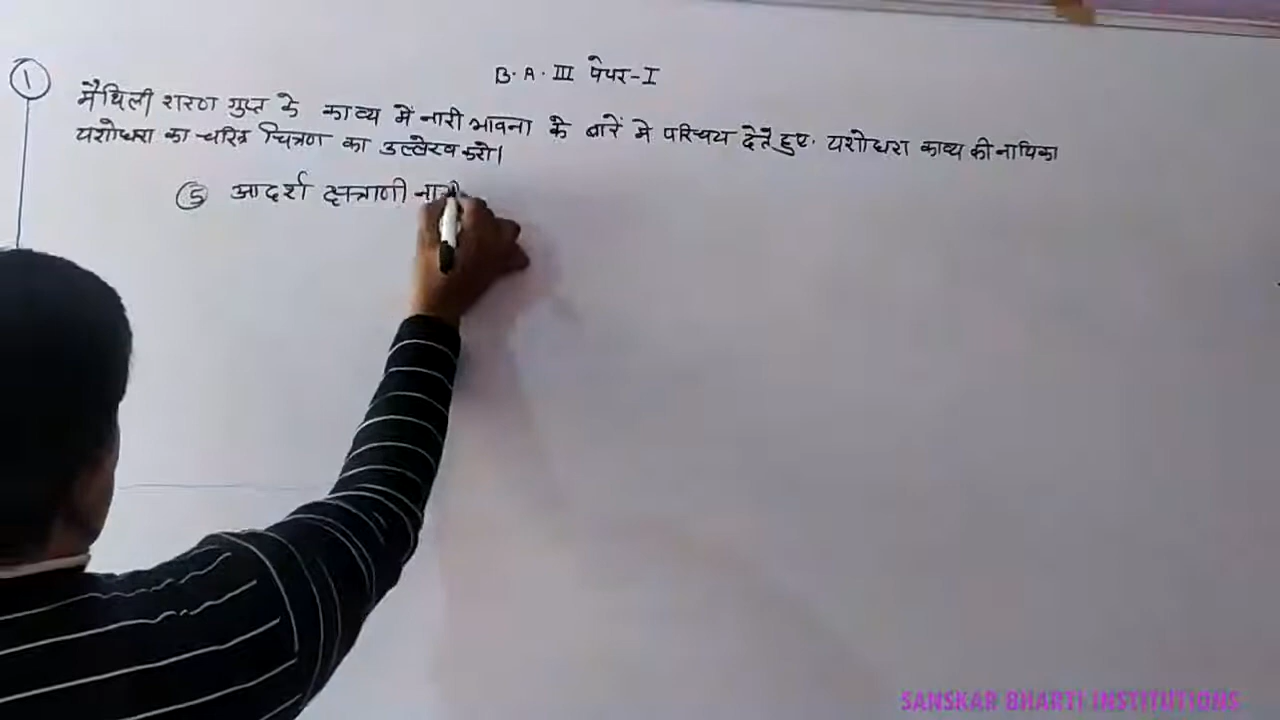 B.A. III पेपर-I
① मैथिली शरण गुप्त के काव्य में नारी भावना के बारें मे परिचय देते हुए. यशोधरा काव्य की नायिका
यशोधरा का चरित्र चित्रण का उल्लेख करो।
⑤ आदर्श क्षत्राणी
SANSKAR BHARTI INSTITUTIONS